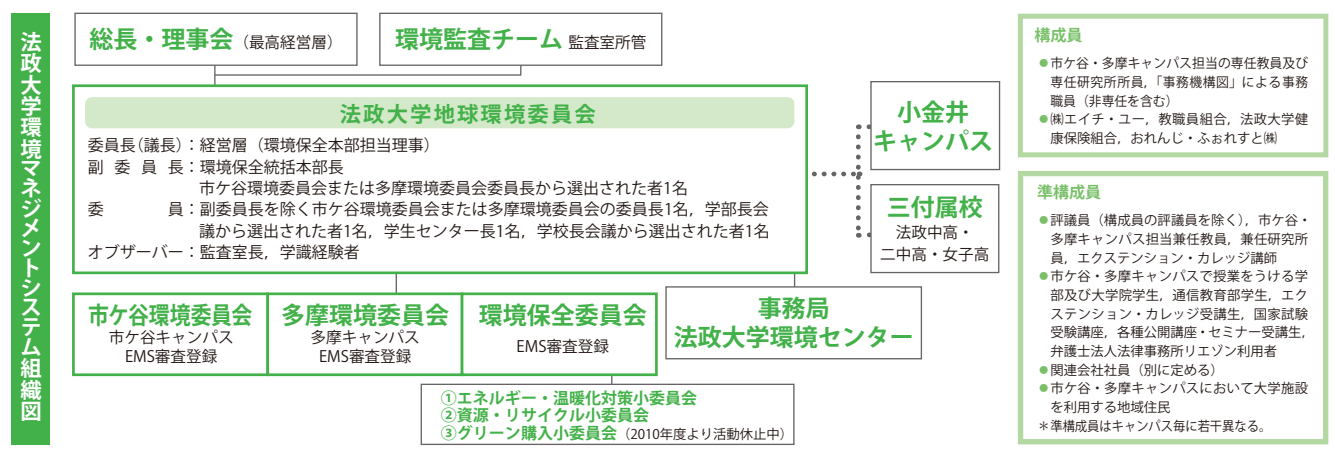 法政大学環境マネジメントシステム組織図
総長・理事会（最高経営層）
環境監査チーム 監査室所管
法政大学地球環境委員会
委員長（議長）：経営層（環境保全本部担当理事）
副委員長：環境保全統括本部長
市ケ谷環境委員会または多摩環境委員会委員長から選出された者1名
委員：副委員長を除く市ケ谷環境委員会または多摩環境委員会の委員長1名，学部長会
議から選出された者1名，学生センター長1名，学校長会議から選出された者1名
オブザーバー：監査室長，学識経験者
小金井
キャンパス
三付属校
法政中高・
二中高・女子高
市ケ谷環境委員会
市ケ谷キャンパス
EMS審査登録
多摩環境委員会
多摩キャンパス
EMS審査登録
環境保全委員会
EMS審査登録
事務局
法政大学環境センター
①エネルギー・温暖化対策小委員会
②資源・リサイクル小委員会
③グリーン購入小委員会（2010年度より活動休止中）
構成員
●市ケ谷・多摩キャンパス担当の専任教員及び
専任研究所所員，「事務機構図」による事務
職員（非専任を含む）
●㈱エイチ・ユー，教職員組合，法政大学健
康保険組合，おれんじ・ふぉれすと㈱
準構成員
●評議員（構成員の評議員を除く），市ケ谷・
多摩キャンパス担当兼任教員，兼任研究所
員，エクステンション・カレッジ講師
●市ケ谷・多摩キャンパスで授業をうける学
部及び大学院学生，通信教育部学生，エク
ステンション・カレッジ受講生，国家試験
受験講座，各種公開講座・セミナー受講生，
弁護士法人法律事務所リエゾン利用者
●関連会社社員（別に定める）
●市ケ谷・多摩キャンパスにおいて大学施設
を利用する地域住民
＊準構成員はキャンパス毎に若干異なる。